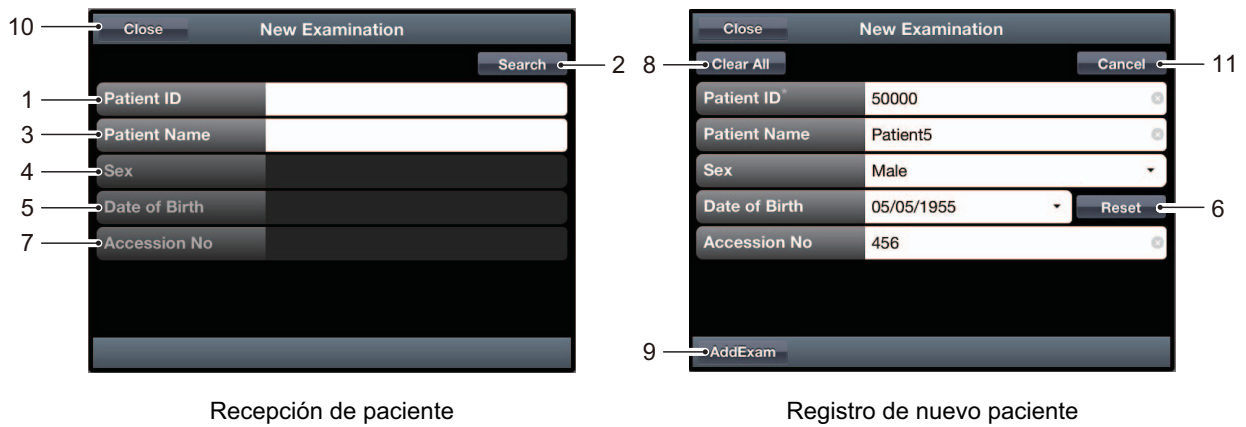 10 Close New Examination
Search 2
1 Patient ID
3 Patient Name
4 Sex
5 Date of Birth
7 Accession No
Recepción de paciente
Close New Examination
8 Clear All Cancel 11
Patient ID* 50000
Patient Name Patient5
Sex Male
Date of Birth 05/05/1955 Reset 6
Accession No 456
9 AddExam
Registro de nuevo paciente